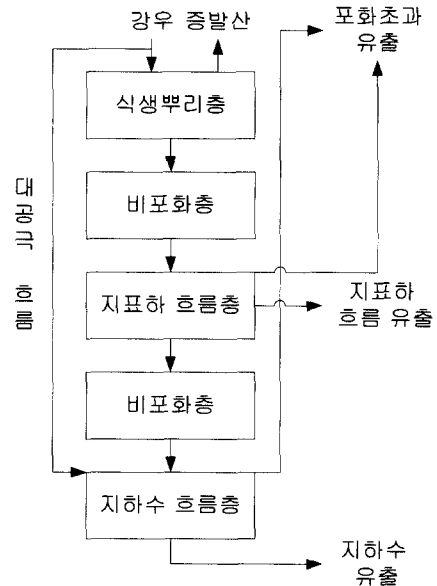 강우 증발산
포화초과
유출
식생뿌리층
대공극 흐름
비포화층
지표하 흐름층
지표하
흐름 유출
비포화층
지하수 흐름층
지하수
유출